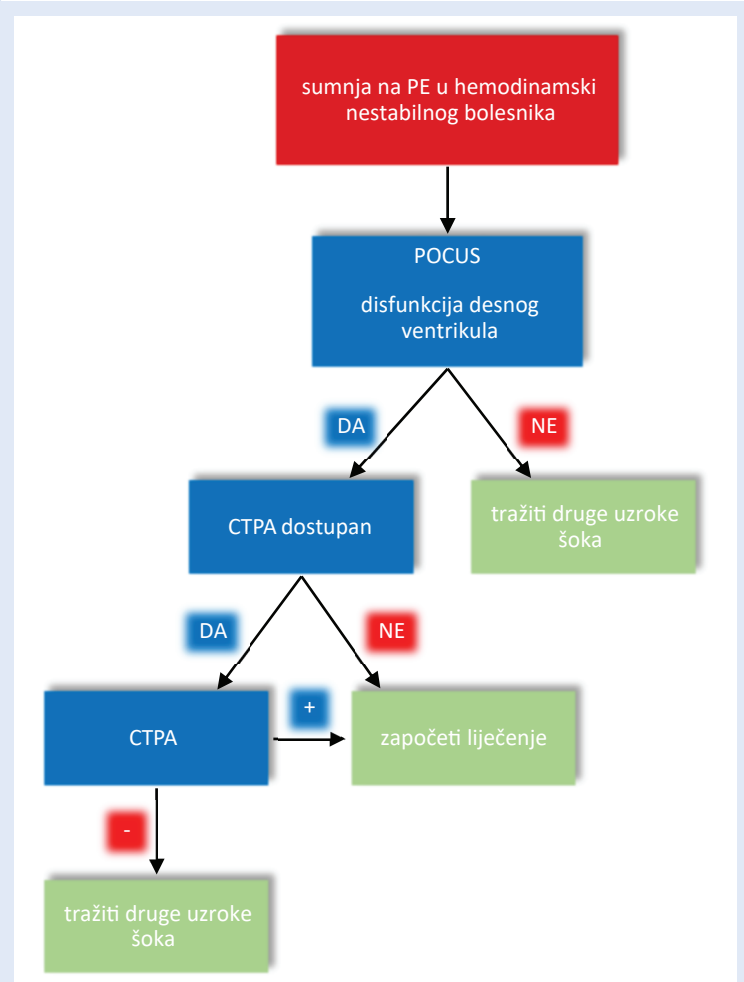 sumnja na PE u hemodinamski
nestabilnog bolesnika
POCUS
disfunkcija desnog
ventrikula
DA
NE
CTPA dostupan
tražiti druge uzroke
šoka
DA
NE
CTPA
+
započeti liječenje
-
tražiti druge uzroke
šoka